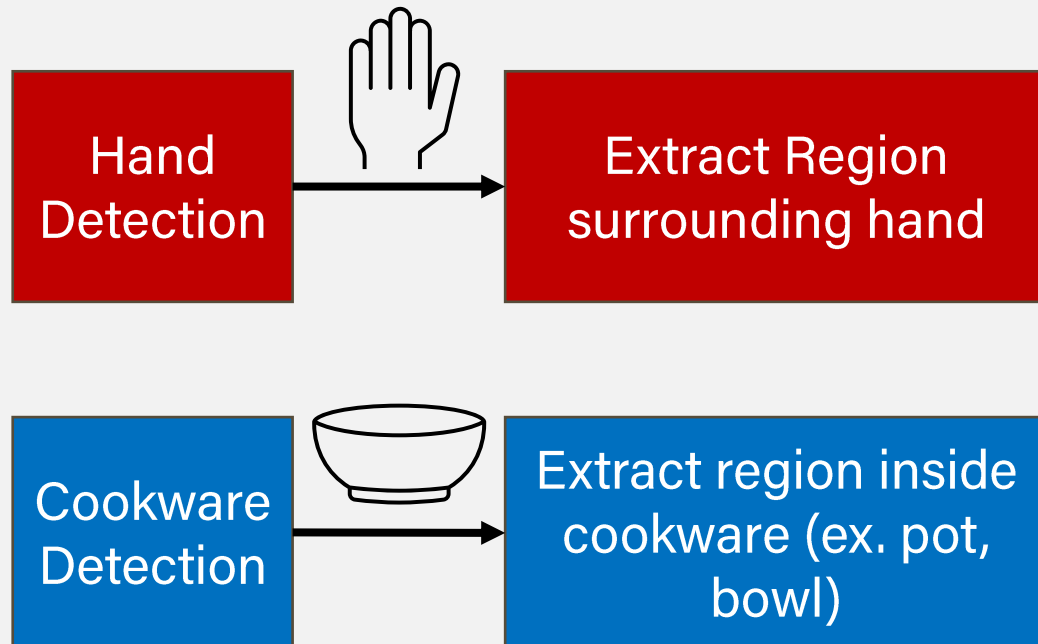 Hand
Detection
Extract Region
surrounding hand
Cookware
Detection
Extract region inside
cookware (ex. pot,
bowl)